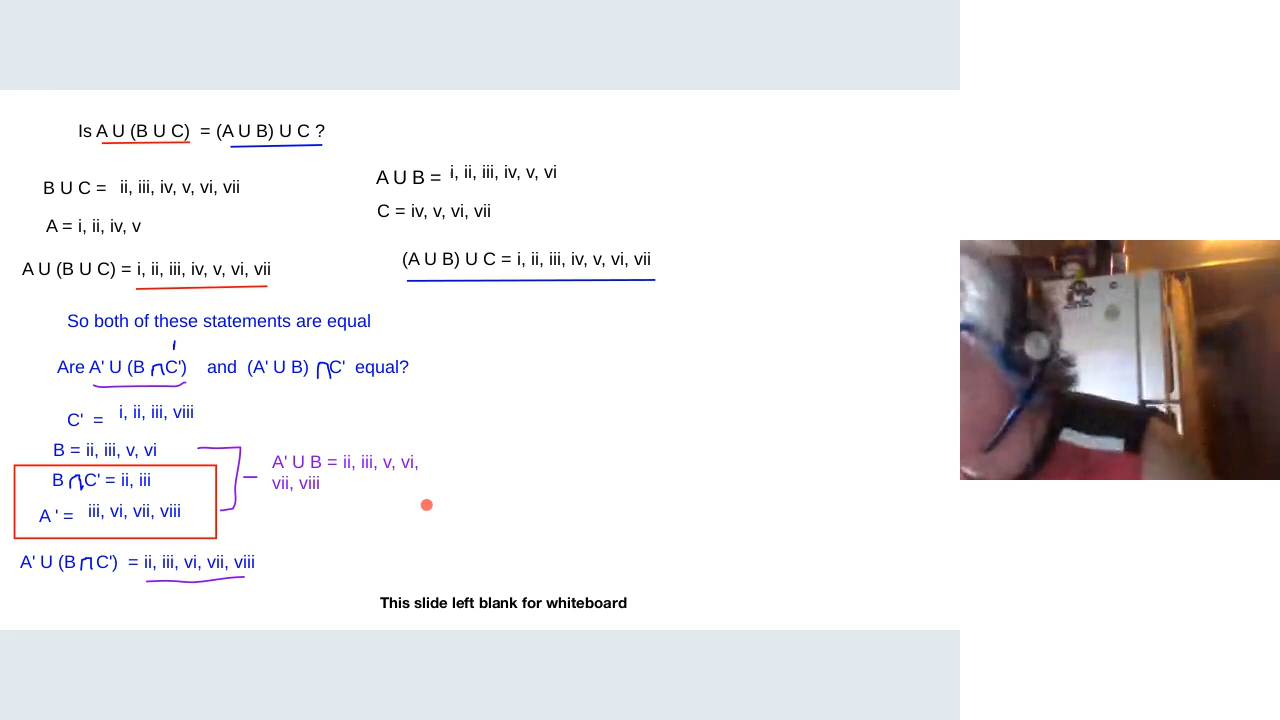 Is A U (B U C) = (A U B) U C ?
B U C = ii, iii, iv, v, vi, vii
A = i, ii, iv, v
A U (B U C) = i, ii, iii, iv, v, vi, vii
A U B = i, ii, iii, iv, v, vi
C = iv, v, vi, vii
(A U B) U C = i, ii, iii, iv, v, vi, vii
So both of these statements are equal
Are A' U (B ∩ C') and (A' U B) ∩ C' equal?
C' = i, ii, iii, viii
B = ii, iii, v, vi
B ∩ C' = ii, iii
A ' = iii, vi, vii, viii
A' U B = ii, iii, v, vi,
vii, viii
A' U (B ∩ C') = ii, iii, vi, vii, viii
This slide left blank for whiteboard